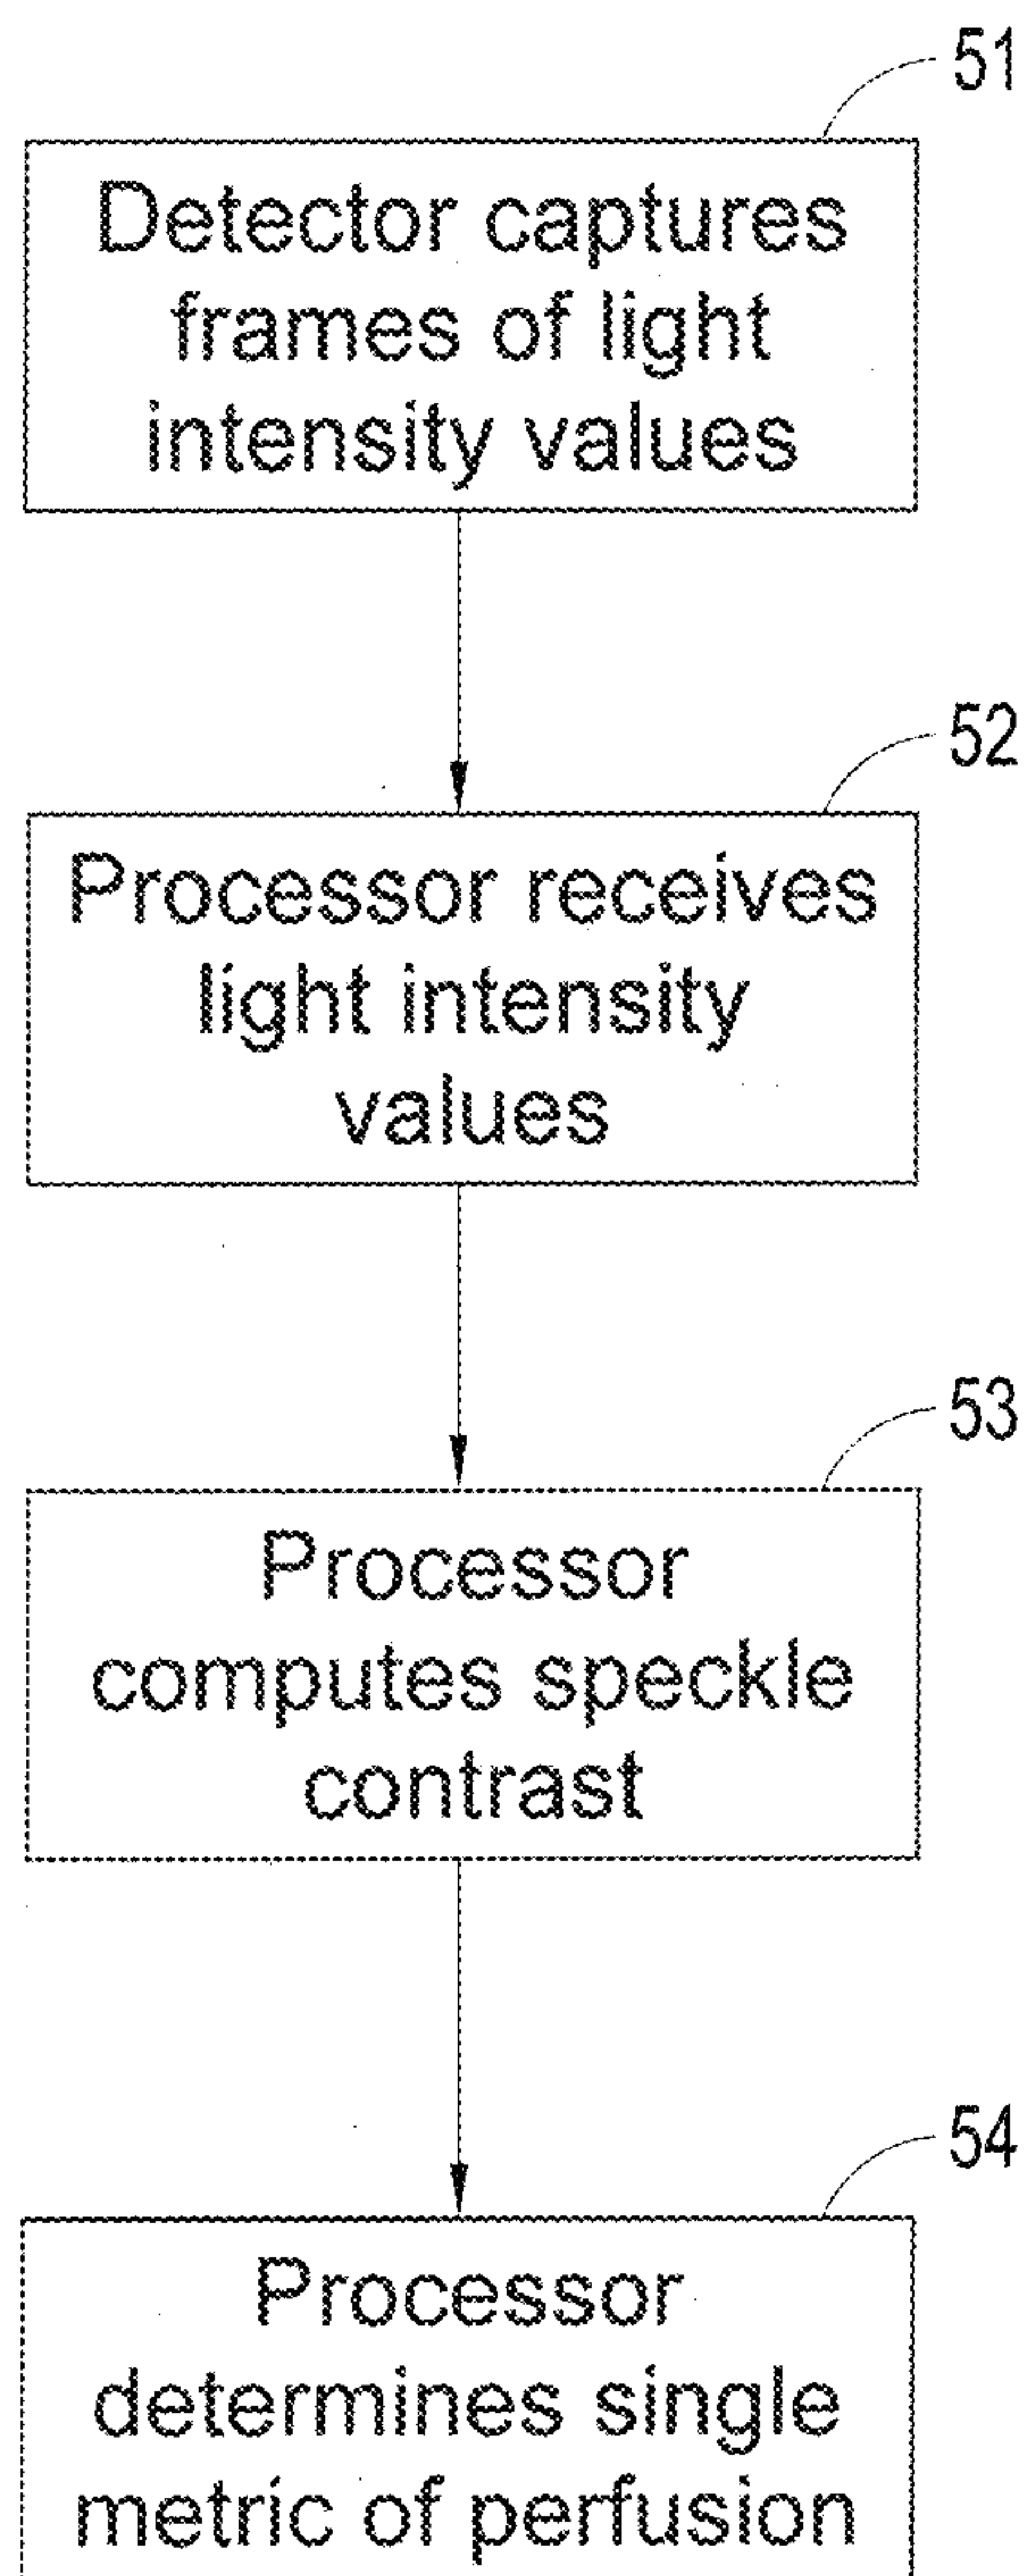 51
Detector captures
frames of light
intensity values
52
Processor receives
light intensity
values
53
Processor
computes speckle
contrast
54
Processor
determines single
metric of perfusion